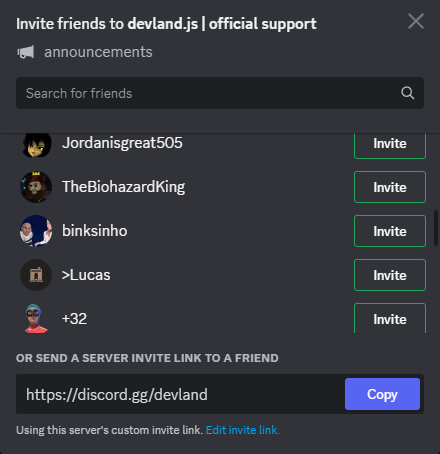 Invite friends to devland.js | official support
announcements
Search for friends
Jordanisgreat505 Invite
TheBiohazardKing Invite
binksinho Invite
>Lucas Invite
+32 Invite
OR SEND A SERVER INVITE LINK TO A FRIEND
https://discord.gg/devland Copy
Using this server's custom invite link. Edit invite link.